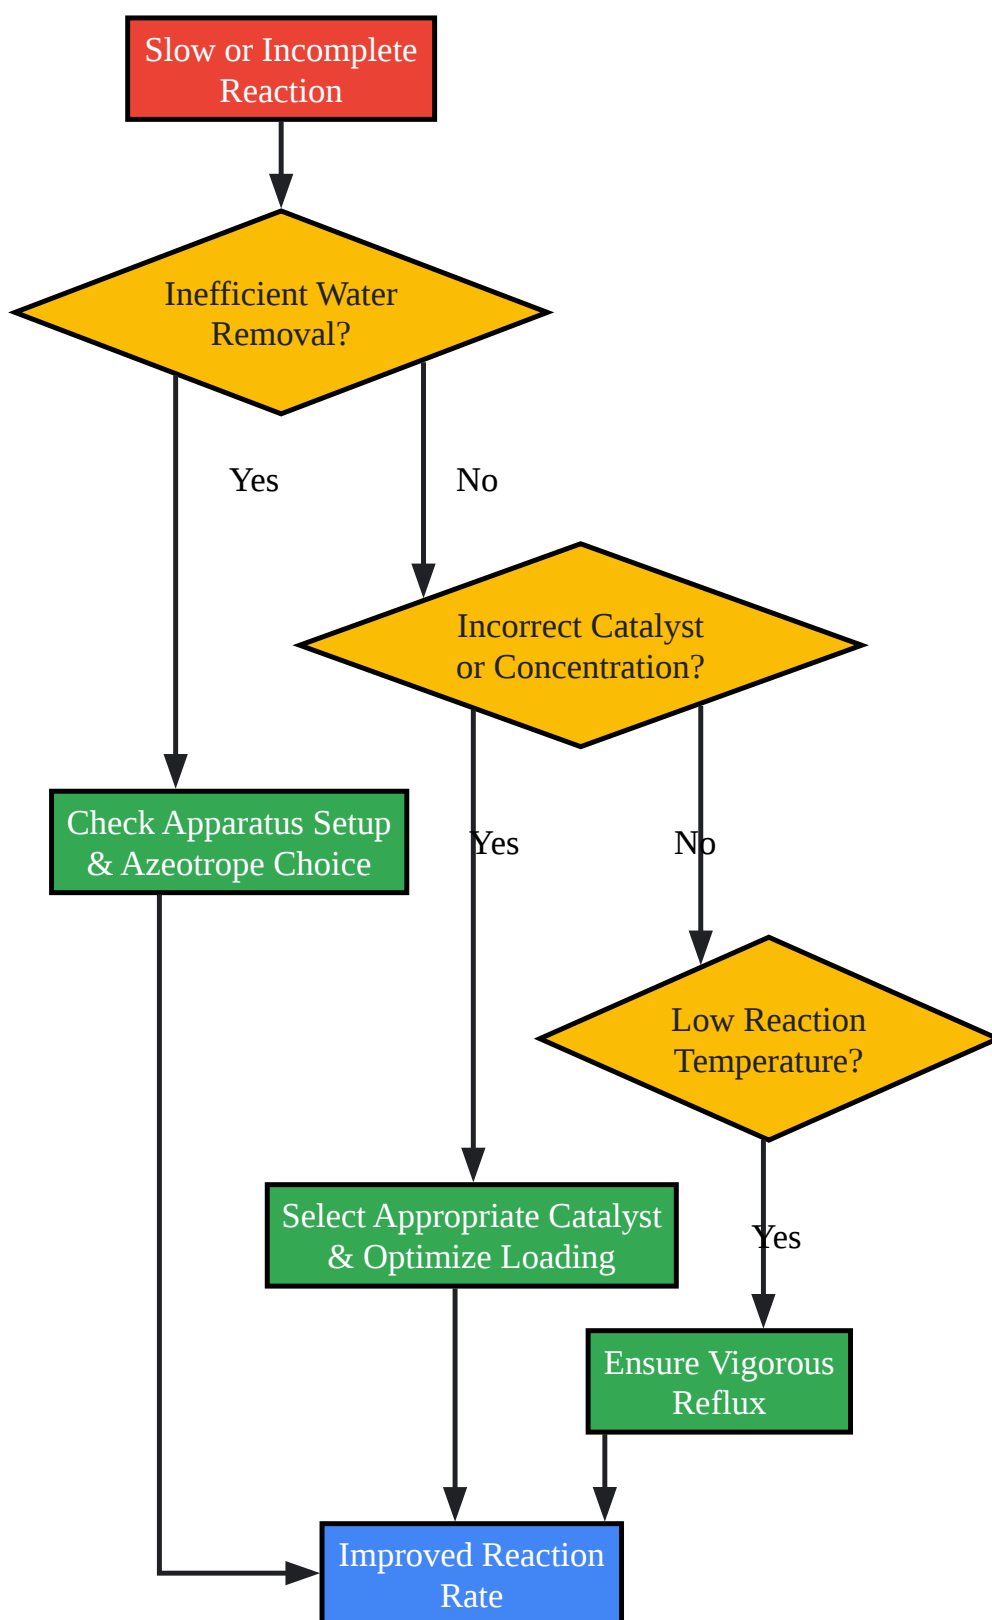 Slow or Incomplete
Reaction
Inefficient Water
Removal?
Yes
No
Incorrect Catalyst
or Concentration?
Check Apparatus Setup
& Azeotrope Choice
Yes
No
Low Reaction
Temperature?
Select Appropriate Catalyst
& Optimize Loading
Yes
Ensure Vigorous
Reflux
Improved Reaction
Rate